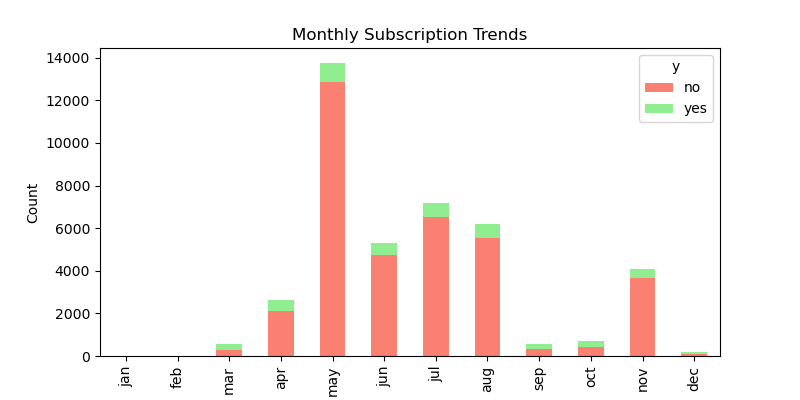 Monthly Subscription Trends
14000
12000
10000
8000
6000
4000
2000
0
Count
y
no
yes
jan
feb
mar
apr
may
jun
jul
aug
sep
oct
nov
dec